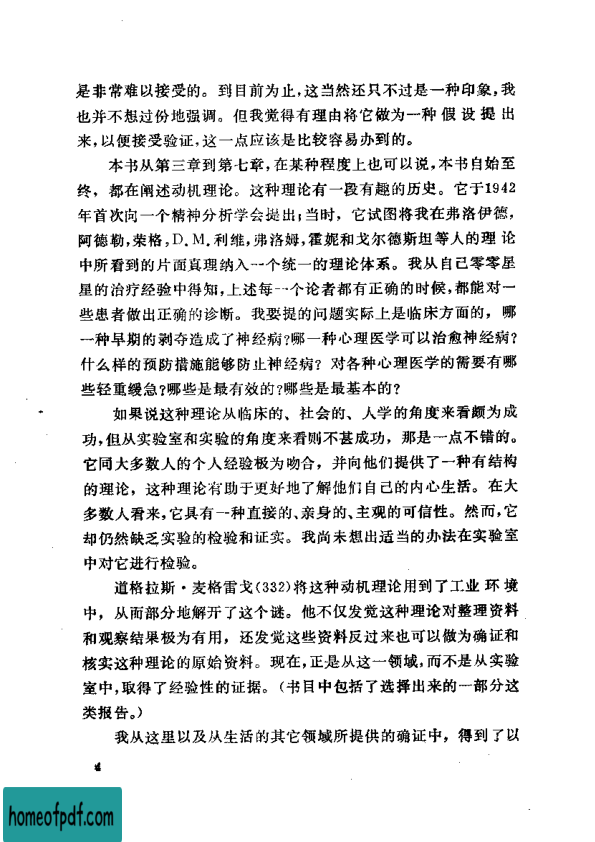 是非常难以接受的。到目前为止,这当然还只不过是一种印象,我
也并不想过份地强调。但我觉得有理由将它做为一种假设提出
来,以便接受验证,这一点应该是比较容易办到的。
本书从第三章到第七章,在某种程度上也可以说,本书自始至
终,都在阐述动机理论。这种理论有一段有趣的历史。它于1942
年首次向一个精神分析学会提出;当时,它试图将我在弗洛伊德,
阿德勒,荣格,D.M.利维,弗洛姆,霍妮和戈尔德斯坦等人的理论
中所看到的片面真理纳入一个统一的理论体系。我从自己零零星
星的治疗经验中得知,上述每一个论者都有正确的时候,都能对一
些患者做出正确的诊断。我要提的问题实际上是临床方面的,哪
一种早期的剥夺造成了神经病?哪一种心理医学可以治愈神经病?
什么样的预防措施能够防止神经病?对各种心理医学的需要有哪
些轻重缓急?哪些是最有效的?哪些是最基本的?
如果说这种理论从临床的、社会的、人学的角度来看颇为成
功,但从实验室和实验的角度来看则不甚成功,那是一点不错的。
它同大多数人的个人经验极为吻合,并向他们提供了一种有结构
的理论,这种理论有助于更好地了解他们自己的内心生活。在大
多数人看来,它具有一种直接的、亲身的、主观的可信性。然而,它
却仍然缺乏实验的检验和证实。我尚未想出适当的办法在实验室
中对它进行检验。
道格拉斯·麦格雷戈(332)将这种动机理论用到了工业环境
中,从而部分地解开了这个谜。他不仅发觉这种理论对整理资料
和观察结果极为有用,还发觉这些资料反过来也可以做为确证和
核实这种理论的原始资料。现在,正是从这一领域,而不是从实验
室中,取得了经验性的证据。(书目中包括了选择出来的一部分这
类报告。)
我从这里以及从生活的其它领域所提供的确证中,得到了以
homeofpdf.com